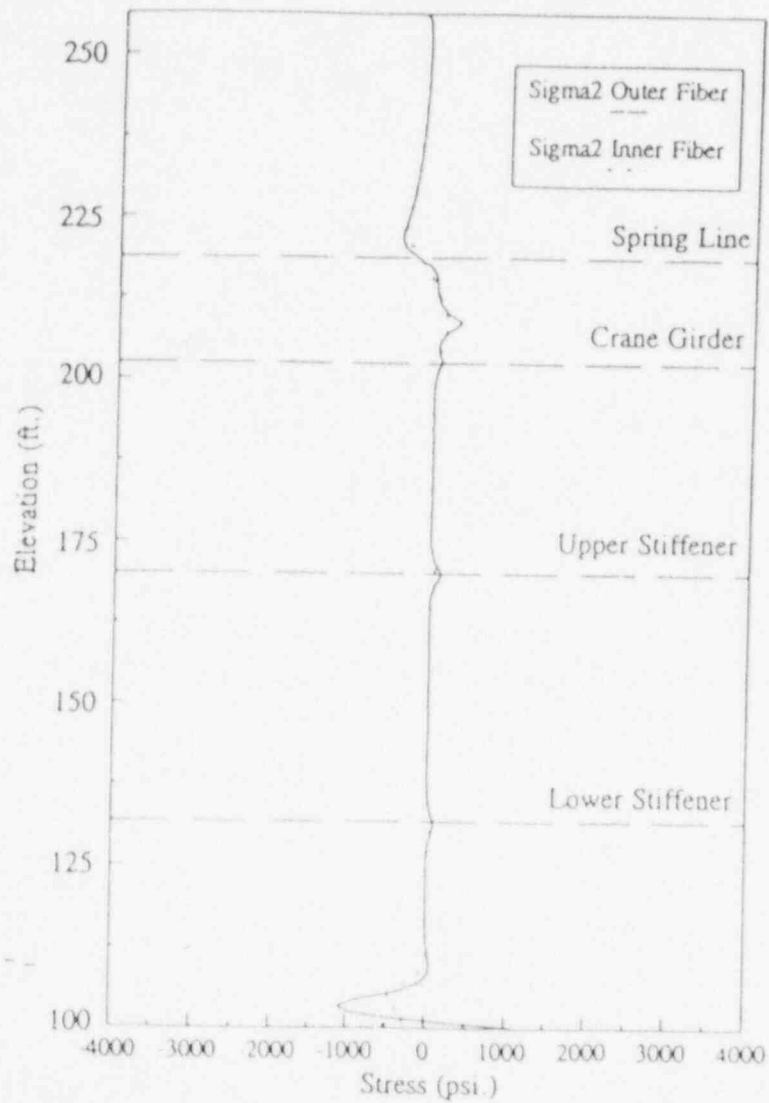 250
225
200
175
150
125
100
Elevation (ft.)
Sigma2 Outer Fiber
Sigma2 Inner Fiber
Spring Line
Crane Girder
Upper Stiffener
Lower Stiffener
-4000 -3000 -2000 -1000 0 1000 2000 3000 4000
Stress (psi.)